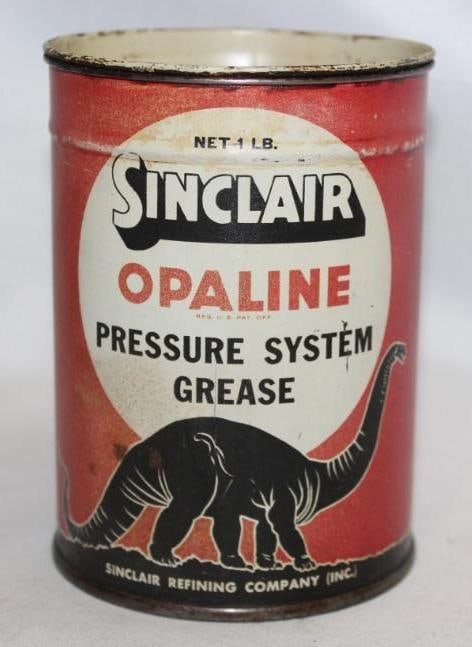 NET 1 LB.
SINCLAIR
OPALINE
REG. U. S. PAT. OFF.
PRESSURE SYSTEM
GREASE
SINCLAIR REFINING COMPANY (INC.)